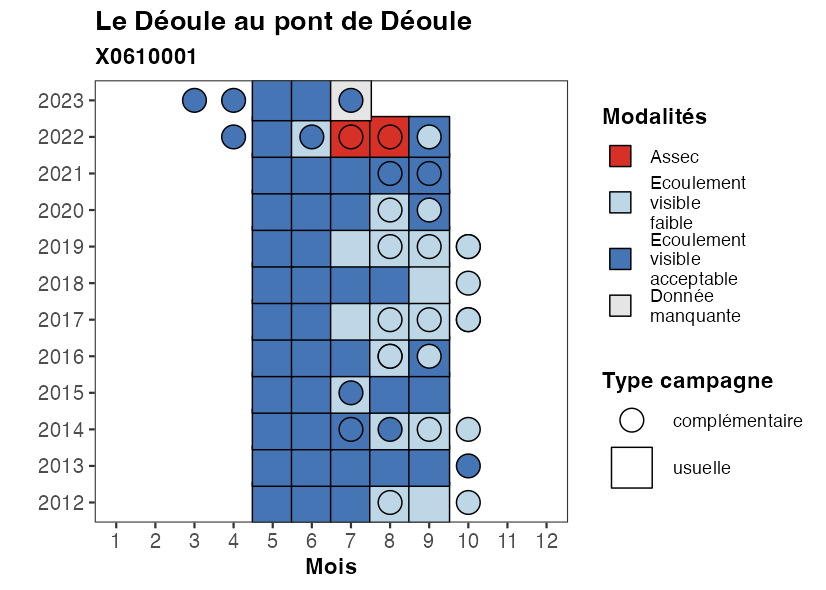 Le Déoule au pont de Déoule
X0610001
2023
2022
2021
2020
2019
2018
2017
2016
2015
2014
2013
2012
1 2 3 4 5 6 7 8 9 10 11 12
Mois
Modalités
Assec
Ecoulement
visible
faible
Ecoulement
visible
acceptable
Donnée
manquante
Type campagne
complémentaire
usuelle